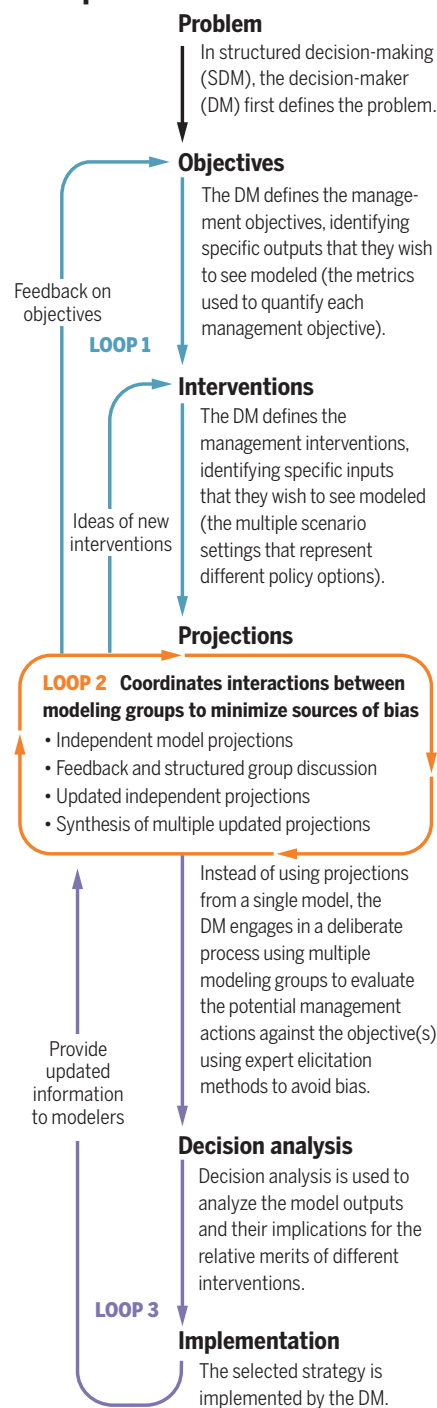 Problem
In structured decision-making
(SDM), the decision-maker
(DM) first defines the problem.
Objectives
The DM defines the manage-
ment objectives, identifying
specific outputs that they wish
to see modeled (the metrics
used to quantify each
management objective).
Feedback on
objectives
LOOP 1
Interventions
The DM defines the
management interventions,
identifying specific inputs
that they wish to see modeled
(the multiple scenario
settings that represent
different policy options).
Ideas of new
interventions
Projections
LOOP 2 Coordinates interactions between
modeling groups to minimize sources of bias
• Independent model projections
• Feedback and structured group discussion
• Updated independent projections
• Synthesis of multiple updated projections
Instead of using projections
from a single model, the
DM engages in a deliberate
process using multiple
modeling groups to evaluate
the potential management
actions against the objective(s)
using expert elicitation
methods to avoid bias.
Provide
updated
information
to modelers
Decision analysis
Decision analysis is used to
analyze the model outputs
and their implications for the
relative merits of different
interventions.
LOOP 3
Implementation
The selected strategy is
implemented by the DM.